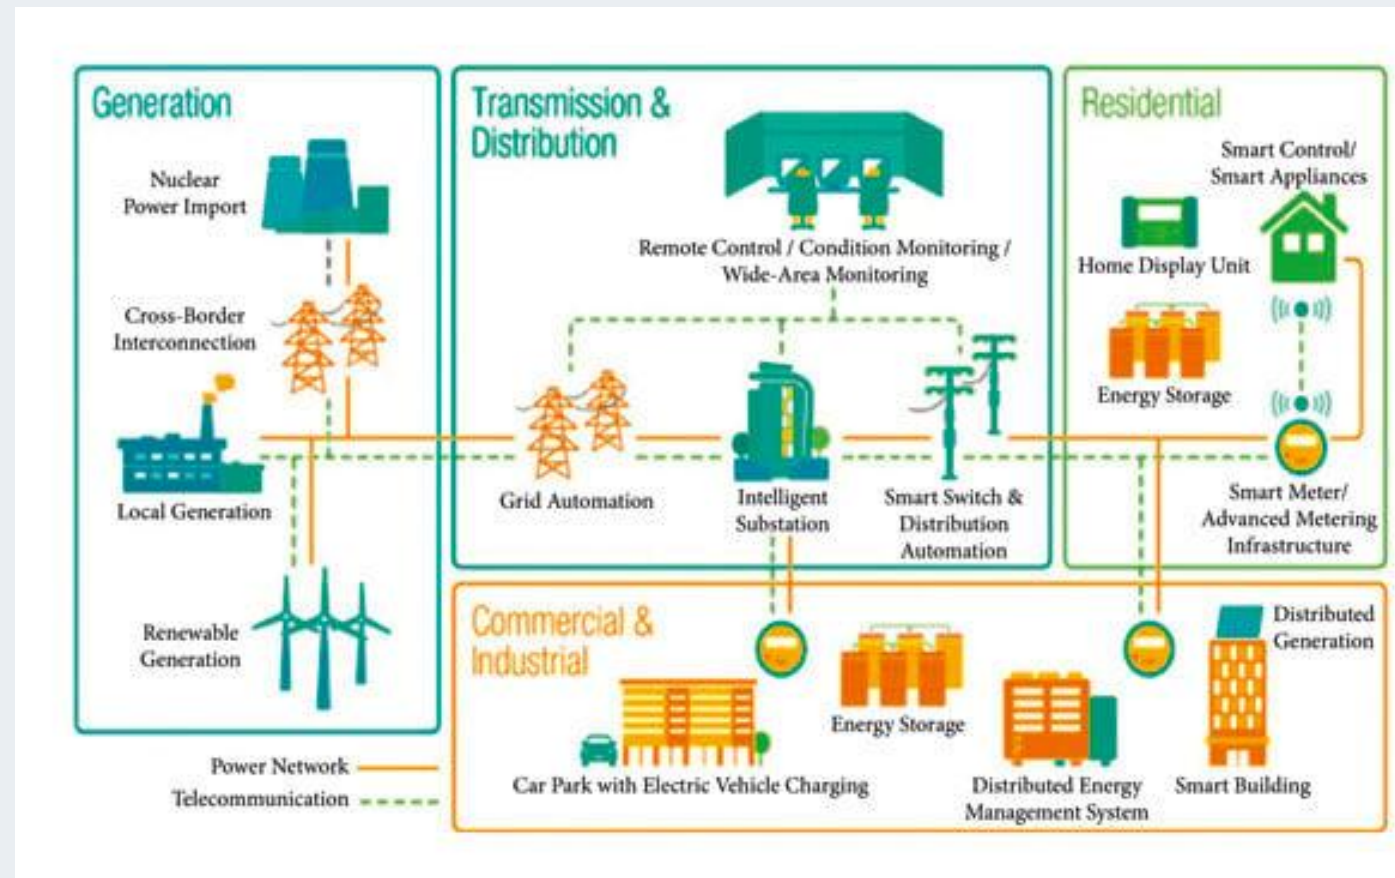 Generation
Nuclear
Power Import
Cross-Border
Interconnection
Local Generation
Renewable
Generation
Power Network
Telecommunication
Transmission &
Distribution
Remote Control / Condition Monitoring /
Wide-Area Monitoring
Grid Automation
Intelligent
Substation
Smart Switch &
Distribution
Automation
Residential
Smart Control/
Smart Appliances
Home Display Unit
Energy Storage
Smart Meter/
Advanced Metering
Infrastructure
Commercial &
Industrial
Car Park with Electric Vehicle Charging
Energy Storage
Distributed Energy
Management System
Distributed
Generation
Smart Building